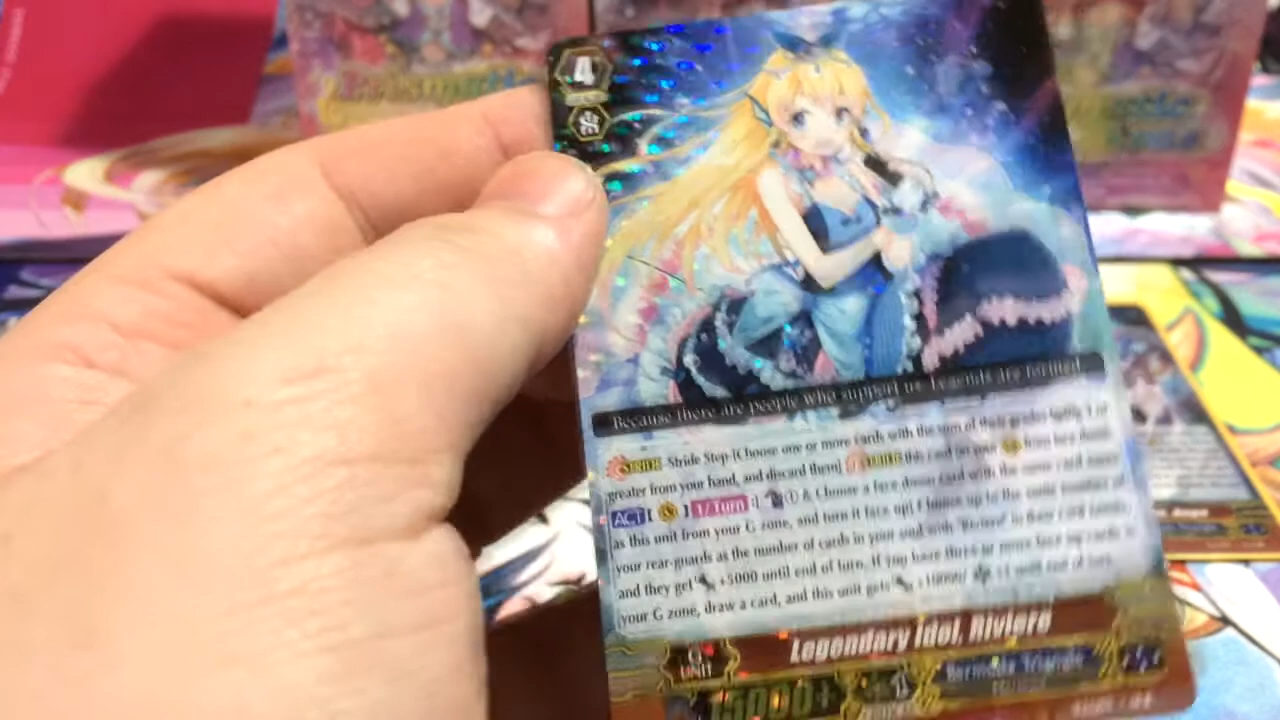 4
Because there are people who support us, Legends are formed
STRIDE -Stride Step-[Choose one or more cards with the sum of their grades being 3 or
greater from your hand, and discard them] STRIDE this card on your from face down.
ACT [ ] 1/Turn :[ ① & Choose a face down card with the same card name
as this unit from your G zone, and turn it face up] Choose up to the same number of
your rear-guards as the number of cards in your soul with "Riviere" in their card name,
and they get +5000 until end of turn. If you have three or more face up cards in
your G zone, draw a card, and this unit gets +10000/ +1 until end of turn.
Legendary Idol, Riviere
G
UNIT
15000+
Bermuda Triangle